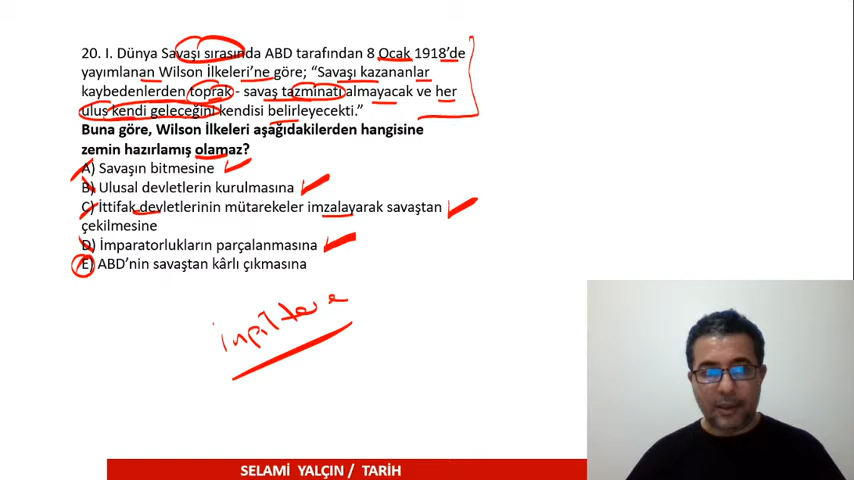 20. I. Dünya Savaşı sırasında ABD tarafından 8 Ocak 1918'de
yayımlanan Wilson İlkeleri'ne göre; "Savaşı kazananlar
kaybedenlerden toprak - savaş tazminatı almayacak ve her
ulus kendi geleceğini kendisi belirleyecekti."
Buna göre, Wilson İlkeleri aşağıdakilerden hangisine
zemin hazırlamış olamaz?
A) Savaşın bitmesine
B) Ulusal devletlerin kurulmasına
C) İttifak devletlerinin mütarekeler imzalayarak savaştan
çekilmesine
D) İmparatorlukların parçalanmasına
E) ABD'nin savaştan kârlı çıkmasına
İngiltere
SELAMİ YALÇIN / TARİH